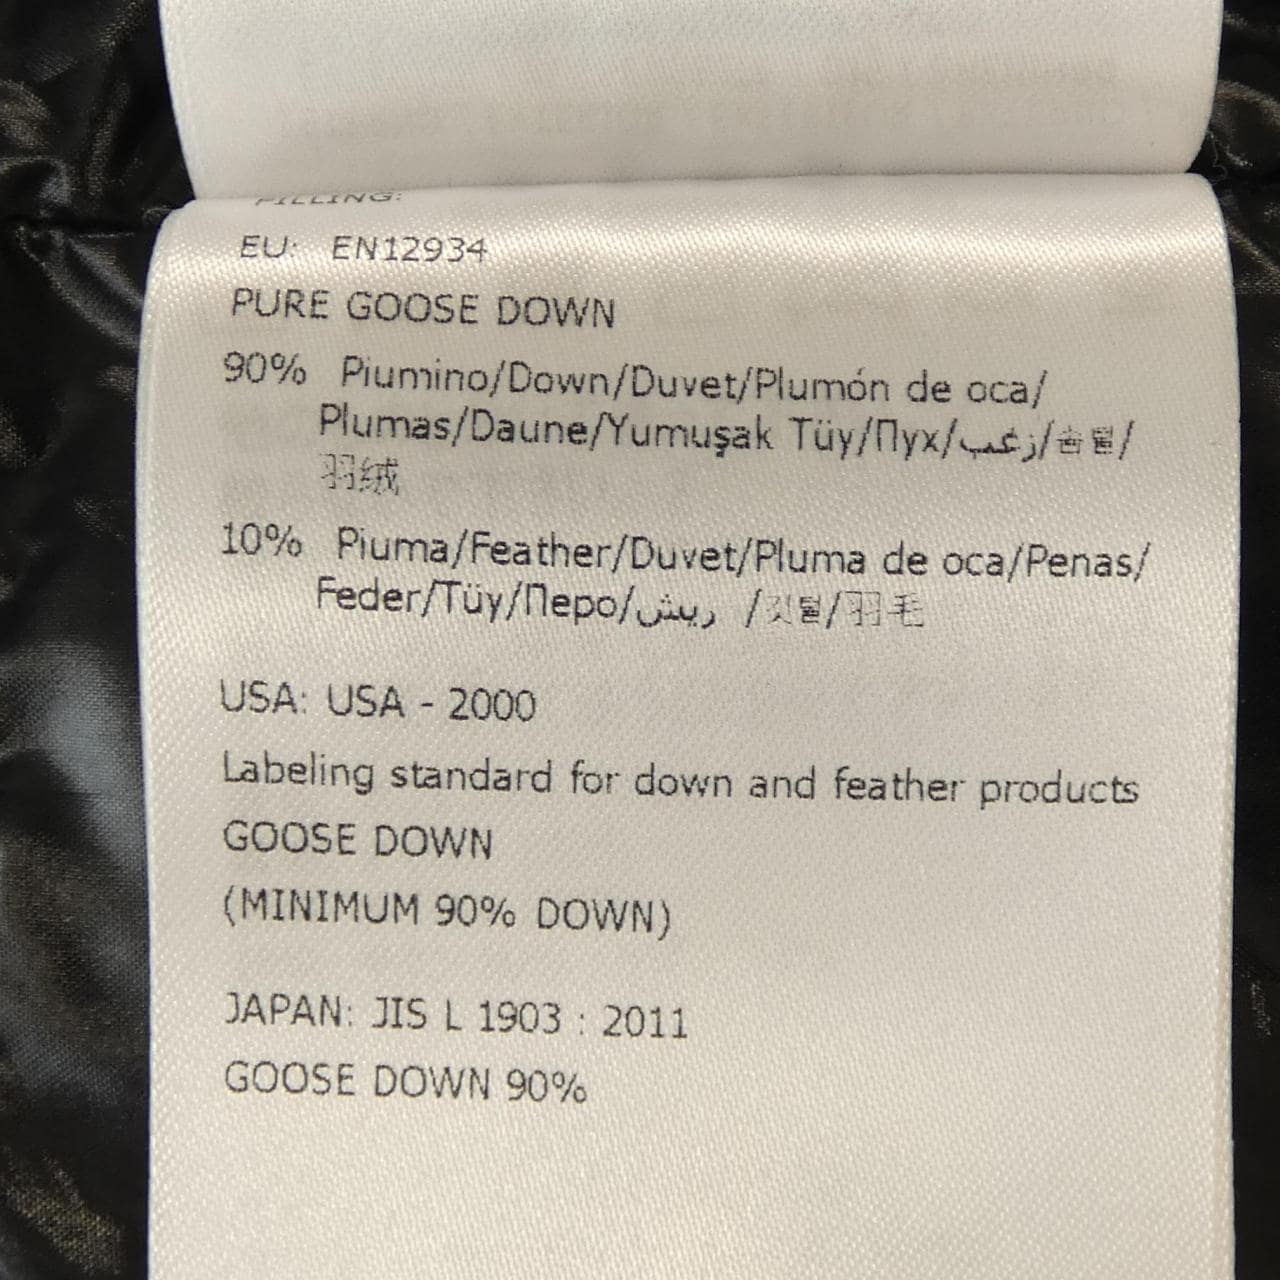 FILLING:
EU: EN12934
PURE GOOSE DOWN
90% Piumino/Down/Duvet/Plumón de oca/
Plumas/Daune/Yumuşak Tüy/Пух/زغب/솜털/
羽绒
10% Piuma/Feather/Duvet/Pluma de oca/Penas/
Feder/Tüy/Перо/ريش /깃털/羽毛
USA: USA - 2000
Labeling standard for down and feather products
GOOSE DOWN
(MINIMUM 90% DOWN)
JAPAN: JIS L 1903 : 2011
GOOSE DOWN 90%